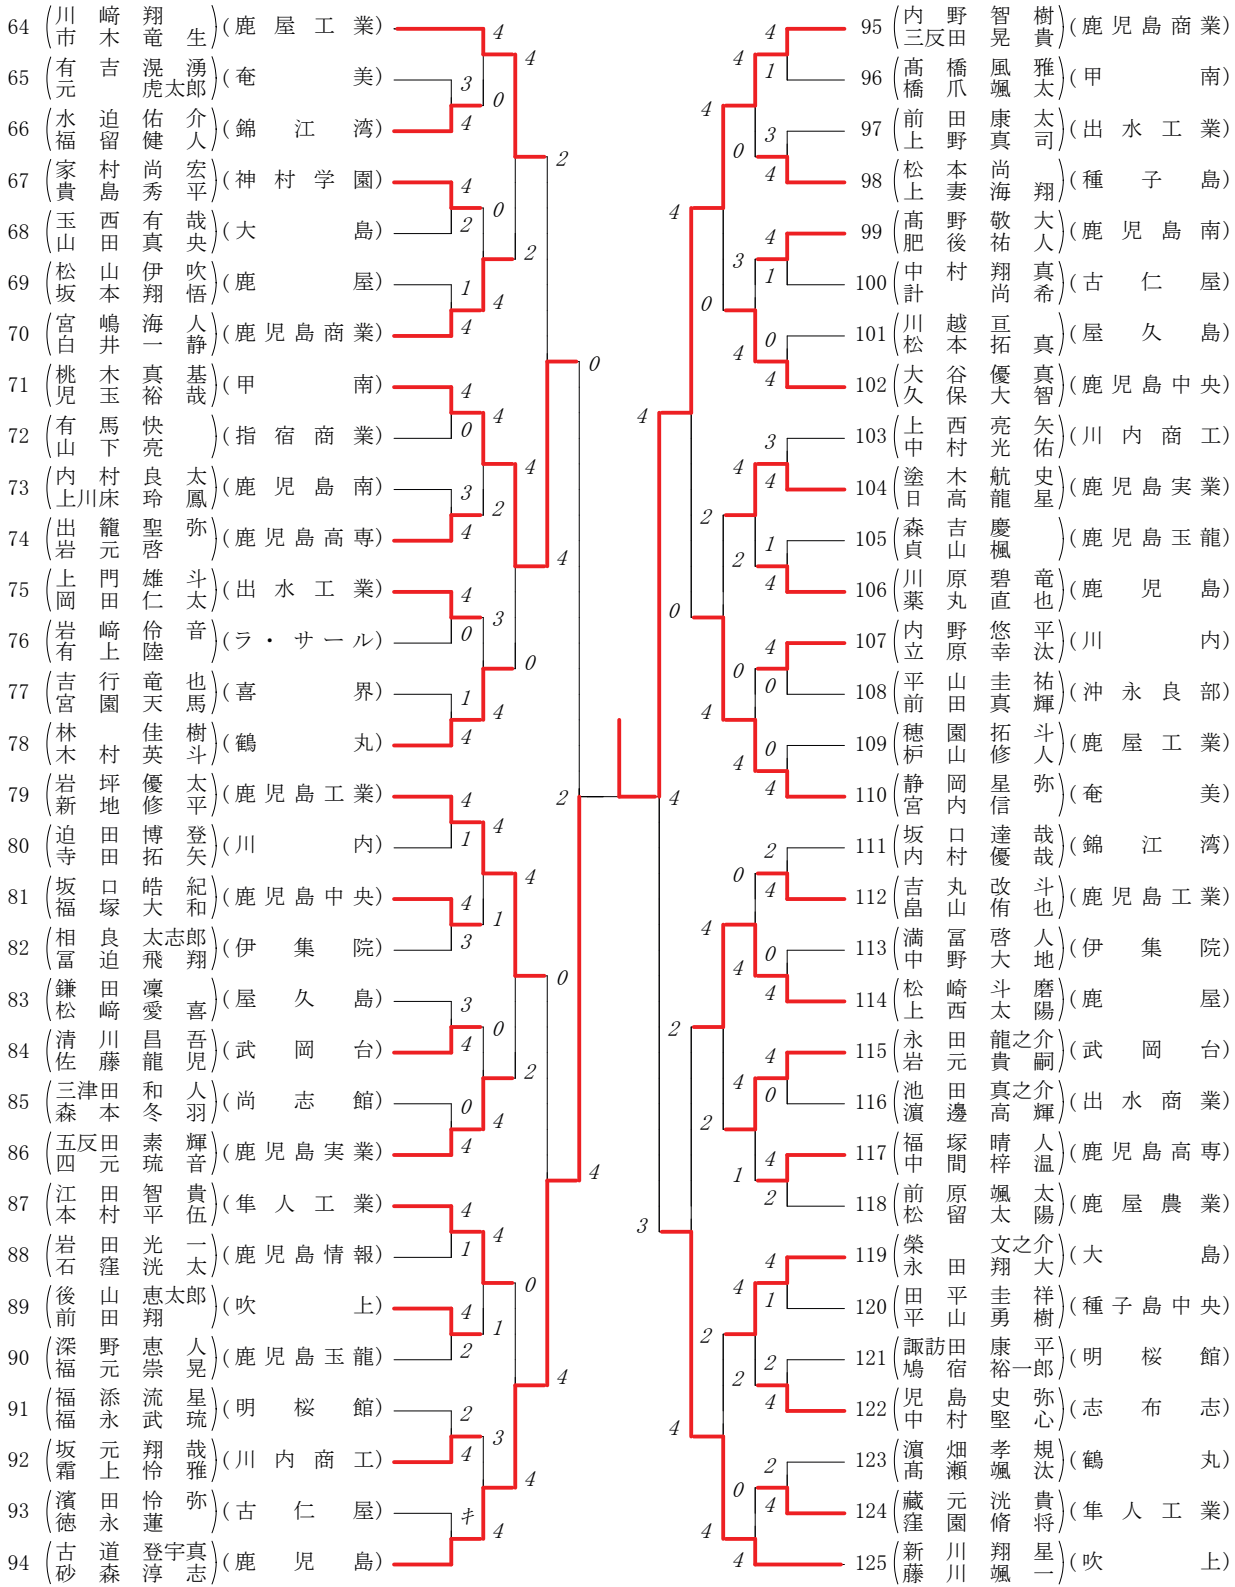 64 (川﨑翔 市木竜生)(鹿屋工業)
65 (有吉滉湧 元虎太郎)(奄美)
66 (水迫佑介 福留健人)(錦江湾)
67 (家村尚宏 貴島秀平)(神村学園)
68 (玉西有哉 山田真央)(大島)
69 (松山伊吹 坂本翔悟)(鹿屋)
70 (宮嶋海人 白井一静)(鹿児島商業)
71 (桃木真基 児玉裕哉)(甲南)
72 (有馬快 山下亮)(指宿商業)
73 (内村良太 上川床玲鳳)(鹿児島南)
74 (出籠聖弥 岩元啓)(鹿児島高専)
75 (上門雄斗 岡田仁太)(出水工業)
76 (岩﨑伶音 有上陸)(ラ・サール)
77 (吉行竜也 宮園天馬)(喜界)
78 (林佳樹 木村英斗)(鶴丸)
79 (岩坪優太 新地修平)(鹿児島工業)
80 (迫田博登 寺田拓矢)(川内)
81 (坂口皓紀 福塚大和)(鹿児島中央)
82 (相良太志郎 冨迫飛翔)(伊集院)
83 (鎌田凜 松﨑愛喜)(屋久島)
84 (清川昌吾 佐藤龍児)(武岡台)
85 (三津田和人 森本冬羽)(尚志館)
86 (五反田素輝 四元琉音)(鹿児島実業)
87 (江田智貴 本村平伍)(隼人工業)
88 (岩田光一 石窪洸太)(鹿児島情報)
89 (後山恵太郎 前田翔)(吹上)
90 (深野恵人 福元崇晃)(鹿児島玉龍)
91 (福添流星 福永武琉)(明桜館)
92 (坂元翔哉 霜上怜雅)(川内商工)
93 (濱田怜弥 徳永蓮)(古仁屋)
94 (古道登宇真 砂森淳志)(鹿児島)
4 4
3 0
4
2
4 0
2 2
1 4
4
0
4 4
0 4
3 2
4
4
4 3
0 0
1 4
4
2
4 4
1 4
4 1
3
0
3 0
4 2
0 4
4
4
4 4
1 0
4 1
2
4
2 3
4 4
キ 4
4
95 (内野智樹 三反田晃貴)(鹿児島商業)
96 (髙橋風雅 橋爪颯太)(甲南)
97 (前田康太 上野真司)(出水工業)
98 (松本尚 上妻海翔)(種子島)
99 (髙野敬大 肥後祐人)(鹿児島南)
100 (中村翔真 計尚希)(古仁屋)
101 (川越亘 松本拓真)(屋久島)
102 (大谷優真 久保大智)(鹿児島中央)
103 (上西亮矢 中村光佑)(川内商工)
104 (塗木航史 日高龍星)(鹿児島実業)
105 (森吉慶 貞山楓)(鹿児島玉龍)
106 (川原碧竜 薬丸直也)(鹿児島)
107 (内野悠平 立原幸汰)(川内)
108 (平山圭祐 前田真輝)(沖永良部)
109 (穂園拓斗 枦山修人)(鹿屋工業)
110 (静岡星弥 宮内信)(奄美)
111 (坂口達哉 内村優哉)(錦江湾)
112 (吉丸改斗 畠山侑也)(鹿児島工業)
113 (満冨啓人 中野大地)(伊集院)
114 (松崎斗磨 上西太陽)(鹿屋)
115 (永田龍之介 岩元貴嗣)(武岡台)
116 (池田真之介 濵邊高輝)(出水商業)
117 (福塚晴人 中間梓温)(鹿児島高専)
118 (前原颯太 松留太陽)(鹿屋農業)
119 (榮文之介 永田翔大)(大島)
120 (田平圭祥 平山勇樹)(種子島中央)
121 (諏訪田康平 鳩宿裕一郎)(明桜館)
122 (児島史弥 中村堅心)(志布志)
123 (濵畑孝規 髙瀬颯汰)(鶴丸)
124 (藏元洸貴 窪園脩将)(隼人工業)
125 (新川翔星 藤川颯一)(吹上)
4
1
4
3
0
4
4
4
3
1
0
0
4
4
4
3
4
4
2
1
2
4
0
4
0
0
4
0
4
4
4
2
0
4
4
0
4
4
2
4
4
0
2
4
1
2
3
4
4
1
2
2
2
4
4
2
0
4
4
4